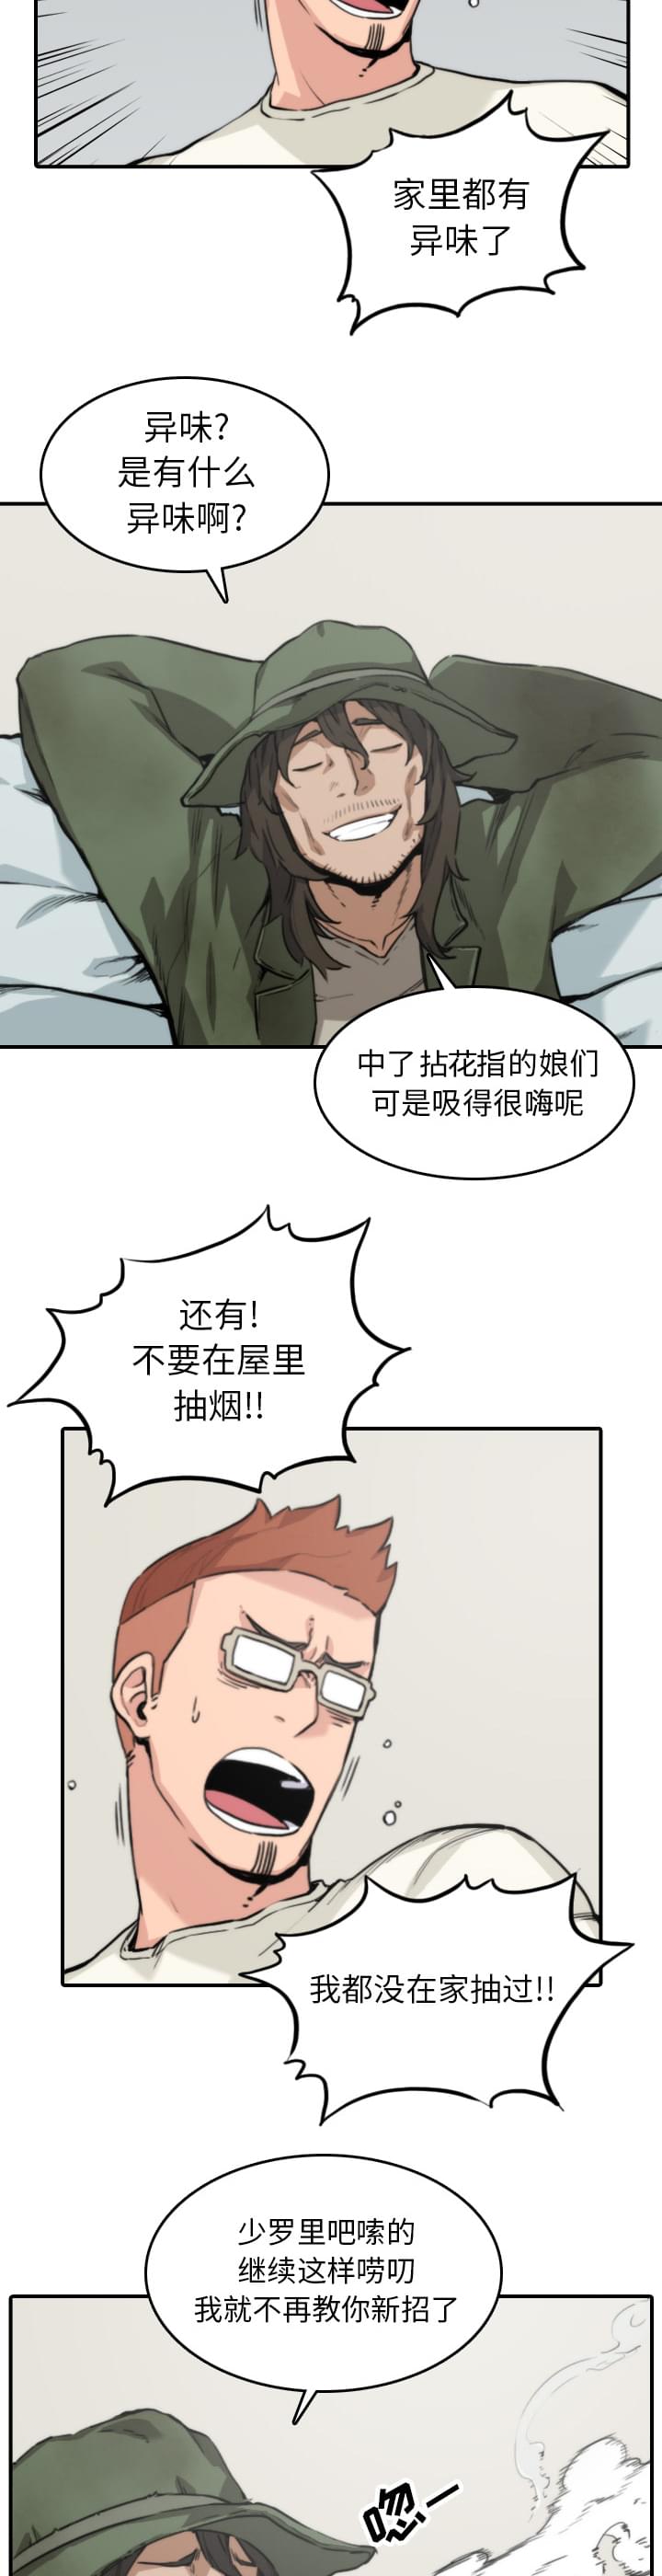 家里都有
异味了
异味?
是有什么
异味啊?
中了拈花指的娘们
可是吸得很嗨呢
还有!
不要在屋里
抽烟!!
我都没在家抽过!!
少罗里吧嗦的
继续这样唠叨
我就不再教你新招了
唿一